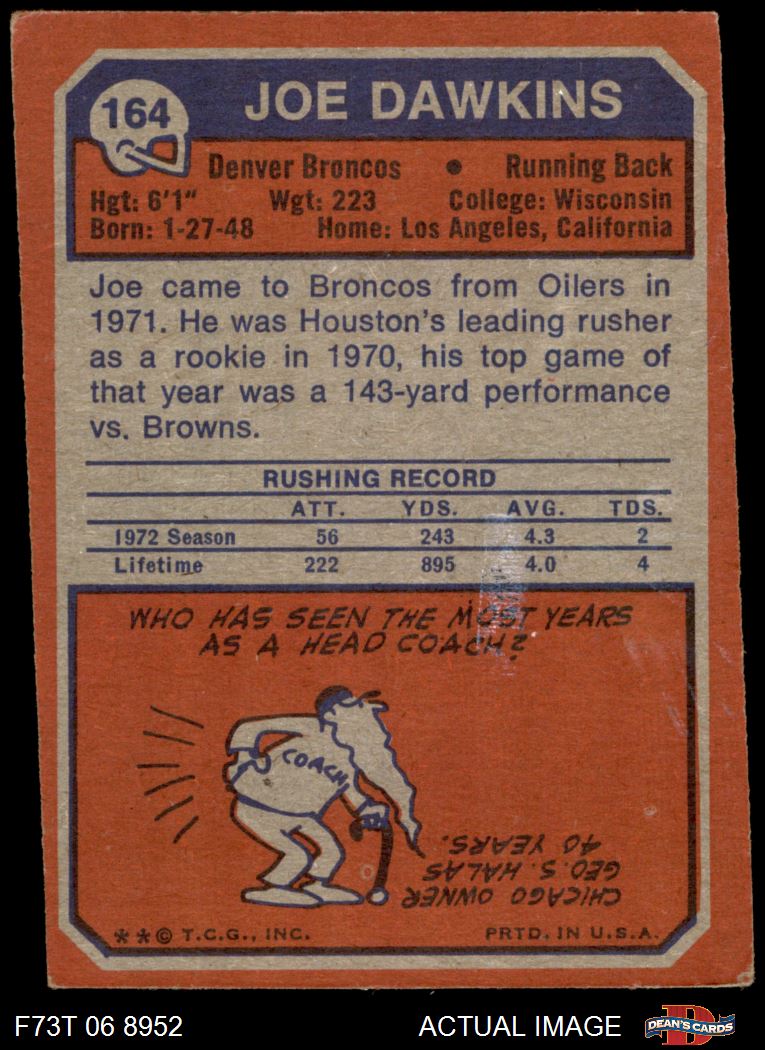 164
JOE DAWKINS
Denver Broncos • Running Back
Hgt: 6'1" Wgt: 223 College: Wisconsin
Born: 1-27-48 Home: Los Angeles, California
Joe came to Broncos from Oilers in
1971. He was Houston's leading rusher
as a rookie in 1970, his top game of
that year was a 143-yard performance
vs. Browns.
RUSHING RECORD
ATT. YDS. AVG. TDS.
1972 Season 56 243 4.3 2
Lifetime 222 895 4.0 4
WHO HAS SEEN THE MOST YEARS
AS A HEAD COACH?
COACH
CHICAGO OWNER
GEO. S. HALAS
40 YEARS.
** © T.C.G., INC. PRTD. IN U.S.A.
F73T 06 8952 ACTUAL IMAGE
D
DEAN'S CARDS